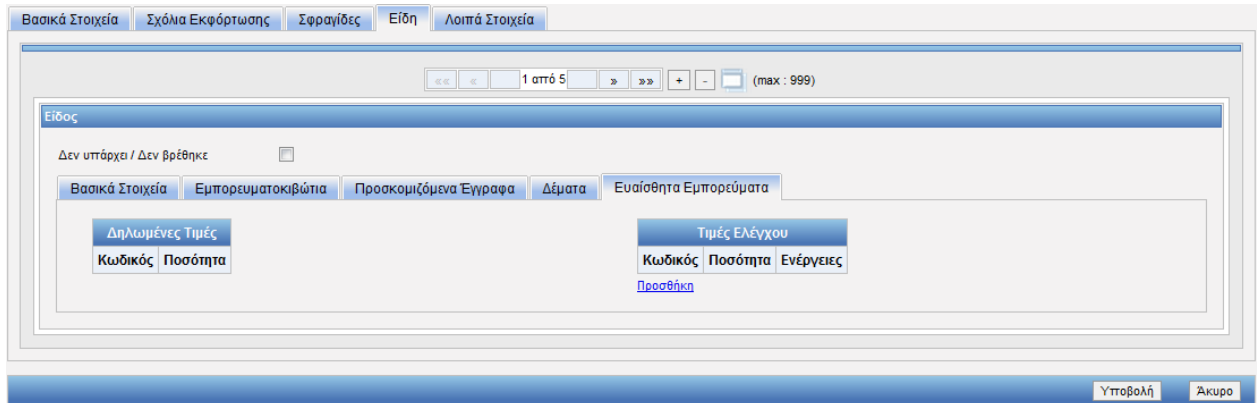 Βασικά Στοιχεία Σχόλια Εκφόρτωσης Σφραγίδες Είδη Λοιπά Στοιχεία
«« « 1 από 5 » »» + - (max : 999)
Είδος
Δεν υπάρχει / Δεν βρέθηκε
Βασικά Στοιχεία Εμπορευματοκιβώτια Προσκομιζόμενα Έγγραφα Δέματα Ευαίσθητα Εμπορεύματα
Δηλωμένες Τιμές Τιμές Ελέγχου
Κωδικός Ποσότητα Κωδικός Ποσότητα Ενέργειες
Προσθήκη
Υποβολή Άκυρο